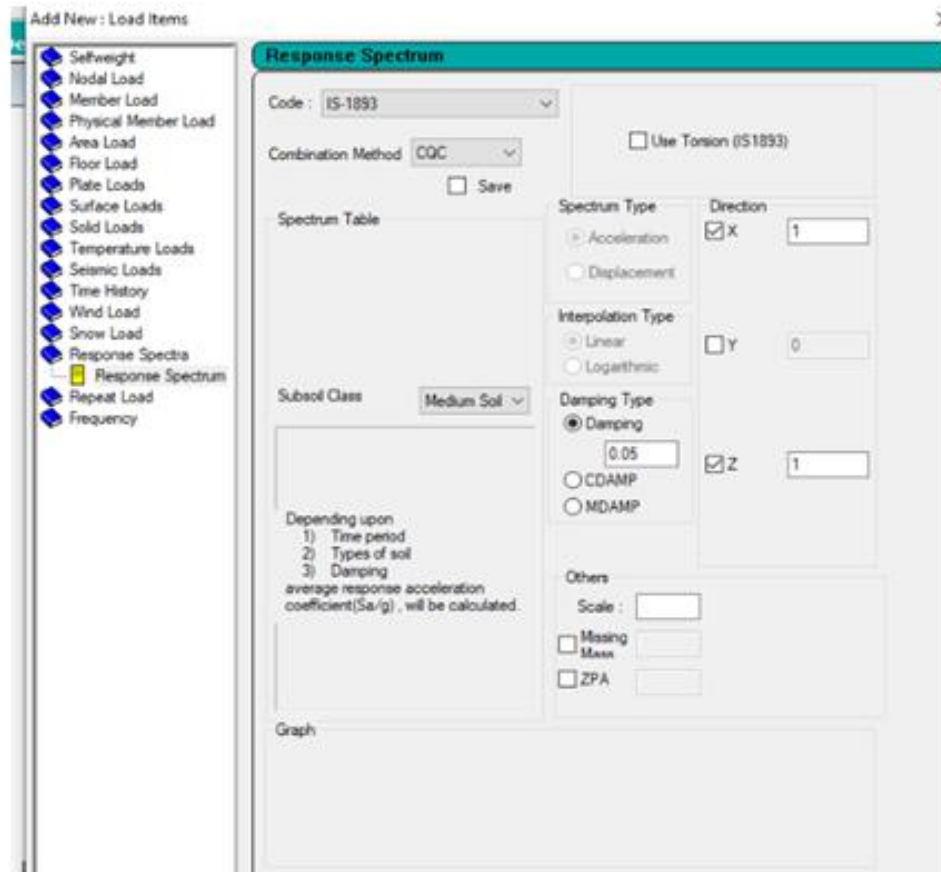 Add New : Load Items
Selfweight
Nodal Load
Member Load
Physical Member Load
Area Load
Floor Load
Plate Loads
Surface Loads
Solid Loads
Temperature Loads
Seismic Loads
Time History
Wind Load
Snow Load
Response Spectra
Response Spectrum
Repeat Load
Frequency
Response Spectrum
Code : IS-1893
Use Torsion (IS1893)
Combination Method CQC
Save
Spectrum Table
Spectrum Type
Acceleration
Displacement
Direction
X 1
Interpolation Type
Linear
Logarithmic
Y 0
Subsoil Class Medium Soil
Damping Type
Damping
0.05
CDAMP
MDAMP
Z 1
Depending upon
1) Time period
2) Types of soil
3) Damping
average response acceleration
coefficient(Sa/g) , will be calculated.
Others
Scale :
Missing
Mass
ZPA
Graph